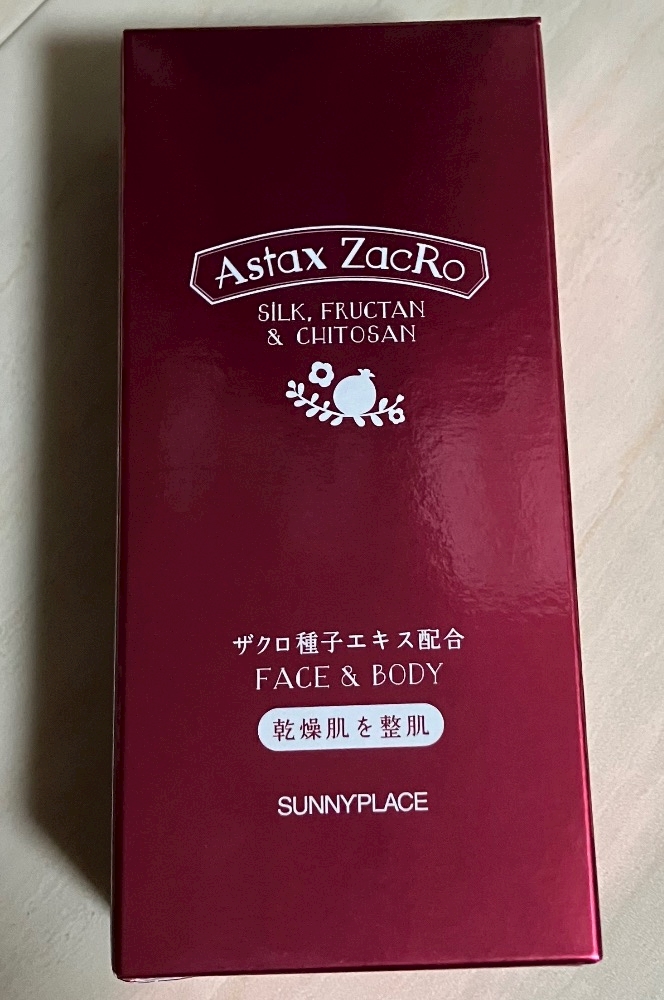 Astax ZacRo
SILK, FRUCTAN
& CHITOSAN
ザクロ種子エキス配合
FACE & BODY
乾燥肌を整肌
SUNNYPLACE